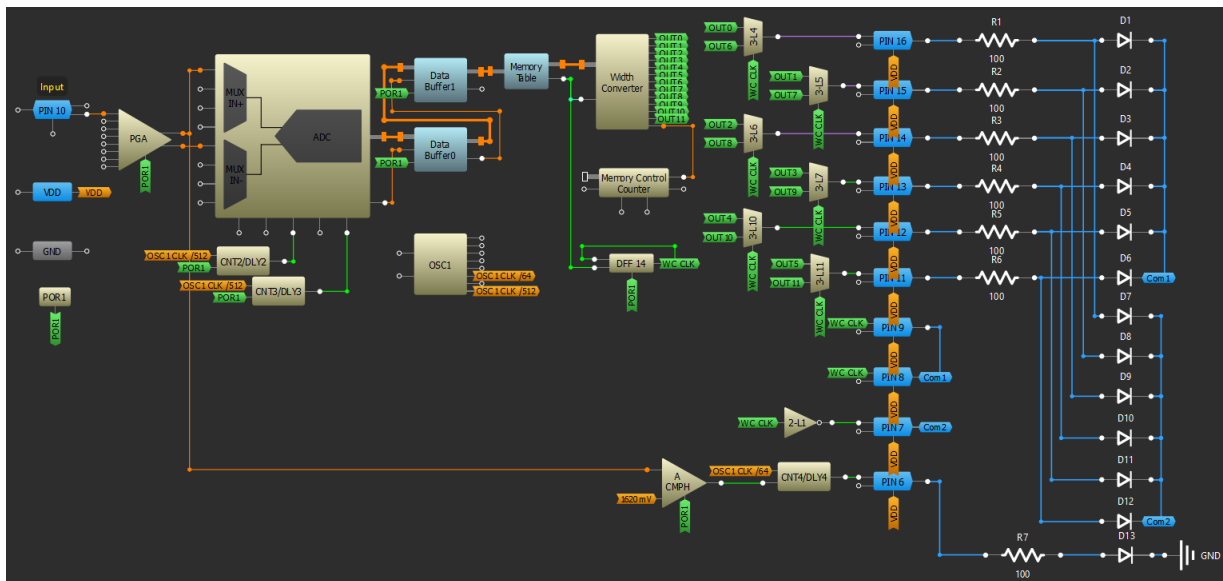 Input
PIN 10
PGA
POR1
VDD
VDD
GND
POR1
POR1
MUX
IN+
MUX
IN-
ADC
OSC1CLK /512
POR1
CNT2/DLY2
OSC1CLK /512
POR1
CNT3/DLY3
POR1
Data
Buffer1
POR1
Data
Buffer0
Memory
Table
Width
Converter
OUT0
OUT1
OUT2
OUT3
OUT4
OUT5
OUT6
OUT7
OUT8
OUT9
OUT10
OUT11
Memory Control
Counter
OSC1
OSC1 CLK /64
OSC1 CLK /512
DFF 14
WC CLK
POR1
OUT0
OUT6
3-L4
WC CLK
OUT1
OUT7
3-L5
WC CLK
OUT2
OUT8
3-L6
WC CLK
OUT3
OUT9
3-L7
WC CLK
OUT4
OUT10
3-L10
WC CLK
OUT5
OUT11
3-L11
WC CLK
PIN 16
VDD
PIN 15
VDD
PIN 14
VDD
PIN 13
VDD
PIN 12
VDD
PIN 11
VDD
WC CLK
PIN 9
VDD
WC CLK
PIN 8
Com1
VDD
WC CLK
2-L1
PIN 7
Com2
VDD
A
CMPH
1620 mV
POR1
OSC1 CLK /64
CNT4/DLY4
PIN 6
VDD
R1
100
R2
100
R3
100
R4
100
R5
100
R6
100
R7
100
D1
D2
D3
D4
D5
D6
Com1
D7
D8
D9
D10
D11
D12
Com2
D13
GND